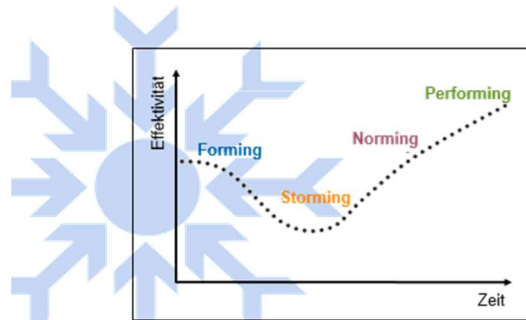 Performing
Effektivität
Norming
Forming
Storming
Zeit